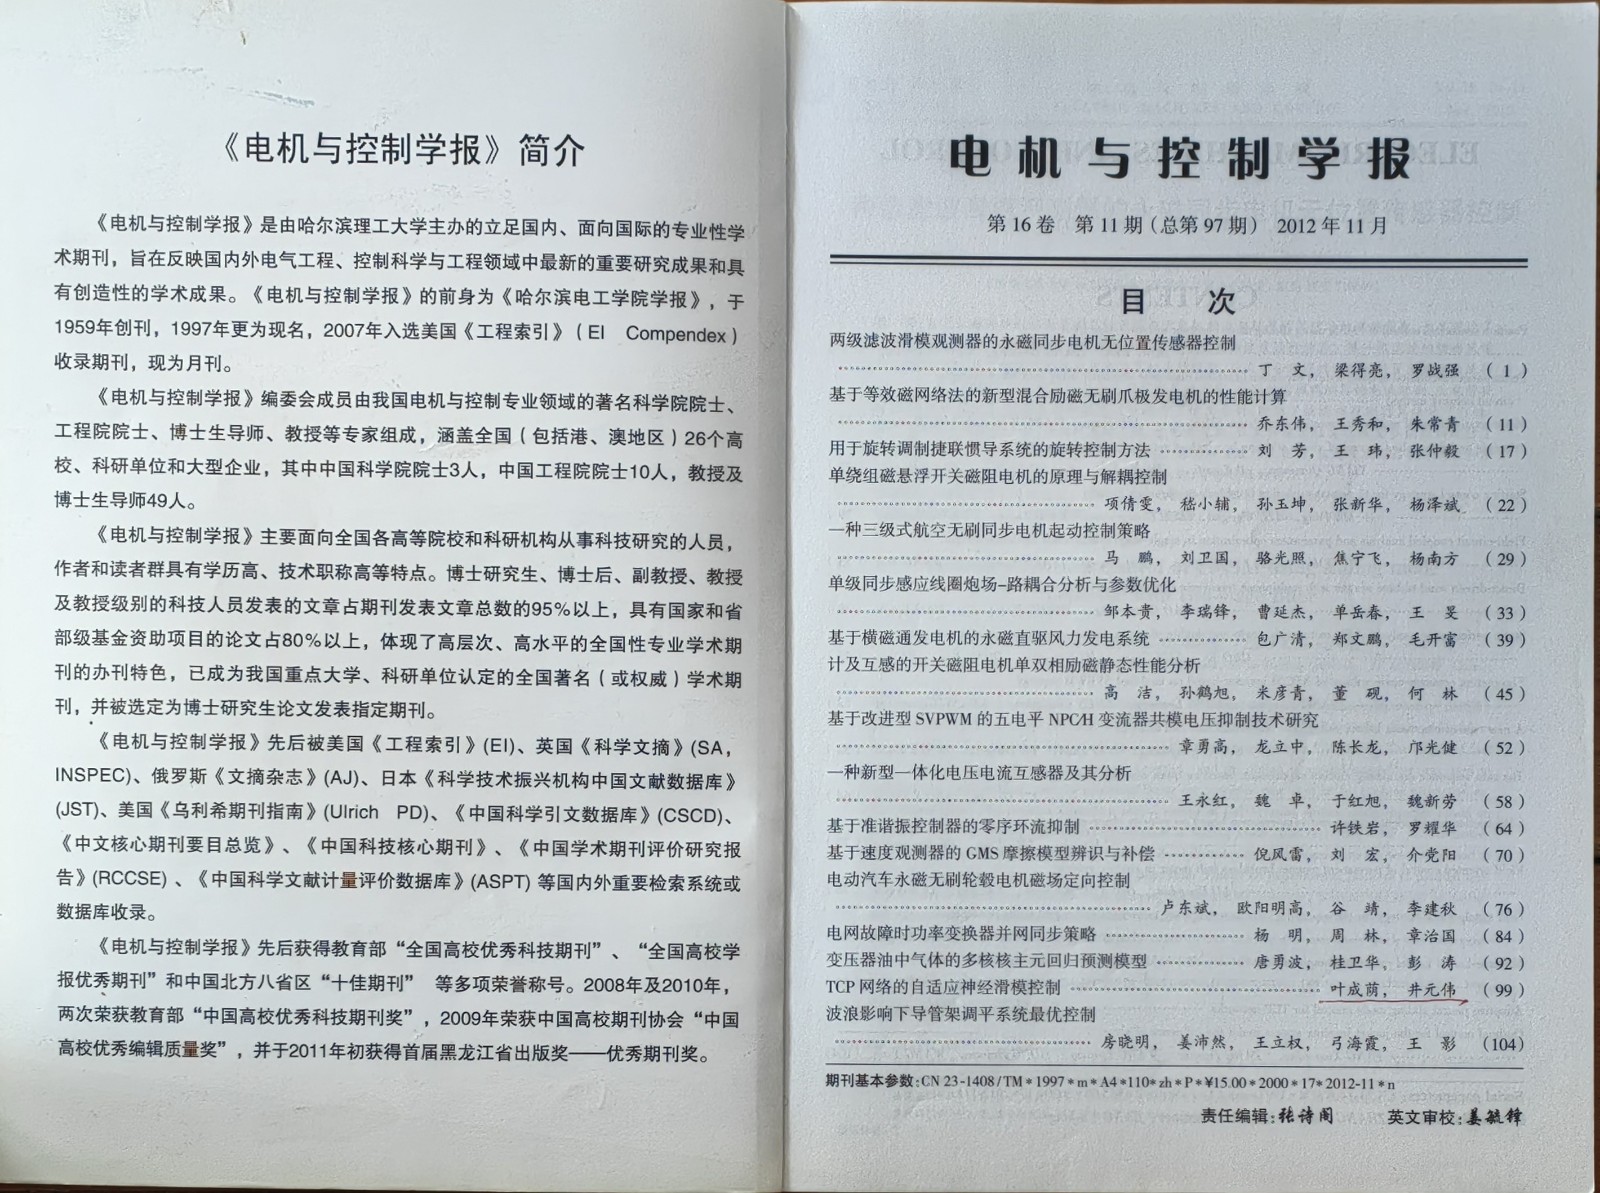 《电机与控制学报》简介
《电机与控制学报》是由哈尔滨理工大学主办的立足国内、面向国际的专业性学
术期刊，旨在反映国内外电气工程、控制科学与工程领域中最新的重要研究成果和具
有创造性的学术成果。《电机与控制学报》的前身为《哈尔滨电工学院学报》，于
1959年创刊，1997年更为现名，2007年入选美国《工程索引》（EI Compendex）
收录期刊，现为月刊。
《电机与控制学报》编委会成员由我国电机与控制专业领域的著名科学院院士、
工程院院士、博士生导师、教授等专家组成，涵盖全国（包括港、澳地区）26个高
校、科研单位和大型企业，其中中国科学院院士3人，中国工程院院士10人，教授及
博士生导师49人。
《电机与控制学报》主要面向全国各高等院校和科研机构从事科技研究的人员，
作者和读者群具有学历高、技术职称高等特点。博士研究生、博士后、副教授、教授
及教授级别的科技人员发表的文章占期刊发表文章总数的95%以上，具有国家和省
部级基金资助项目的论文占80%以上，体现了高层次、高水平的全国性专业学术期
刊的办刊特色，已成为我国重点大学、科研单位认定的全国著名（或权威）学术期
刊，并被选定为博士研究生论文发表指定期刊。
《电机与控制学报》先后被美国《工程索引》(EI)、英国《科学文摘》(SA，
INSPEC)、俄罗斯《文摘杂志》(AJ)、日本《科学技术振兴机构中国文献数据库》
(JST)、美国《乌利希期刊指南》(Ulrich PD)、《中国科学引文数据库》(CSCD)、
《中文核心期刊要目总览》、《中国科技核心期刊》、《中国学术期刊评价研究报
告》(RCCSE) 、《中国科学文献计量评价数据库》(ASPT) 等国内外重要检索系统或
数据库收录。
《电机与控制学报》先后获得教育部“全国高校优秀科技期刊”、“全国高校学
报优秀期刊”和中国北方八省区“十佳期刊” 等多项荣誉称号。2008年及2010年，
两次荣获教育部“中国高校优秀科技期刊奖”，2009年荣获中国高校期刊协会“中国
高校优秀编辑质量奖”，并于2011年初获得首届黑龙江省出版奖——优秀期刊奖。
电机与控制学报
第16卷 第11期（总第97期） 2012年11月
目 次
两级滤波滑模观测器的永磁同步电机无位置传感器控制
丁 文，梁得亮，罗战强 （1）
基于等效磁网络法的新型混合励磁无刷爪极发电机的性能计算
乔东伟，王秀和，朱常青 （11）
用于旋转调制捷联惯导系统的旋转控制方法 刘 芳，王 玮，张仲毅 （17）
单绕组磁悬浮开关磁阻电机的原理与解耦控制
项倩雯，嵇小辅，孙玉坤，张新华，杨泽斌 （22）
一种三级式航空无刷同步电机起动控制策略
马 鹏，刘卫国，骆光照，焦宁飞，杨南方 （29）
单级同步感应线圈炮场–路耦合分析与参数优化
邹本贵，李瑞锋，曹延杰，单岳春，王 旻 （33）
基于横磁通发电机的永磁直驱风力发电系统 包广清，郑文鹏，毛开富 （39）
计及互感的开关磁阻电机单双相励磁静态性能分析
高 洁，孙鹤旭，米彦青，董 砚，何 林 （45）
基于改进型 SVPWM 的五电平 NPC/H 变流器共模电压抑制技术研究
章勇高，龙立中，陈长龙，邝光健 （52）
一种新型一体化电压电流互感器及其分析
王永红，魏 卓，于红旭，魏新劳 （58）
基于准谐振控制器的零序环流抑制 许铁岩，罗耀华 （64）
基于速度观测器的 GMS 摩擦模型辨识与补偿 倪风雷，刘 宏，介党阳 （70）
电动汽车永磁无刷轮毂电机磁场定向控制
卢东斌，欧阳明高，谷 靖，李建秋 （76）
电网故障时功率变换器并网同步策略 杨 明，周 林，章治国 （84）
变压器油中气体的多核核主元回归预测模型 唐勇波，桂卫华，彭 涛 （92）
TCP 网络的自适应神经滑模控制 叶成荫，井元伟 （99）
波浪影响下导管架调平系统最优控制
房晓明，姜沛然，王立权，弓海霞，王 影 （104）
期刊基本参数：CN 23-1408/TM＊1997＊m＊A4＊110＊zh＊P＊¥15.00＊2000＊17＊2012-11＊n
责任编辑：张诗阁 英文审校：姜毓锋